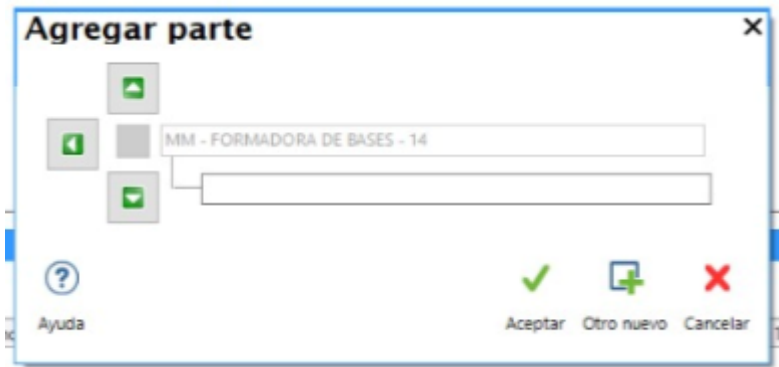 Agregar parte
MM - FORMADORA DE BASES - 14
Ayuda
Aceptar
Otro nuevo
Cancelar